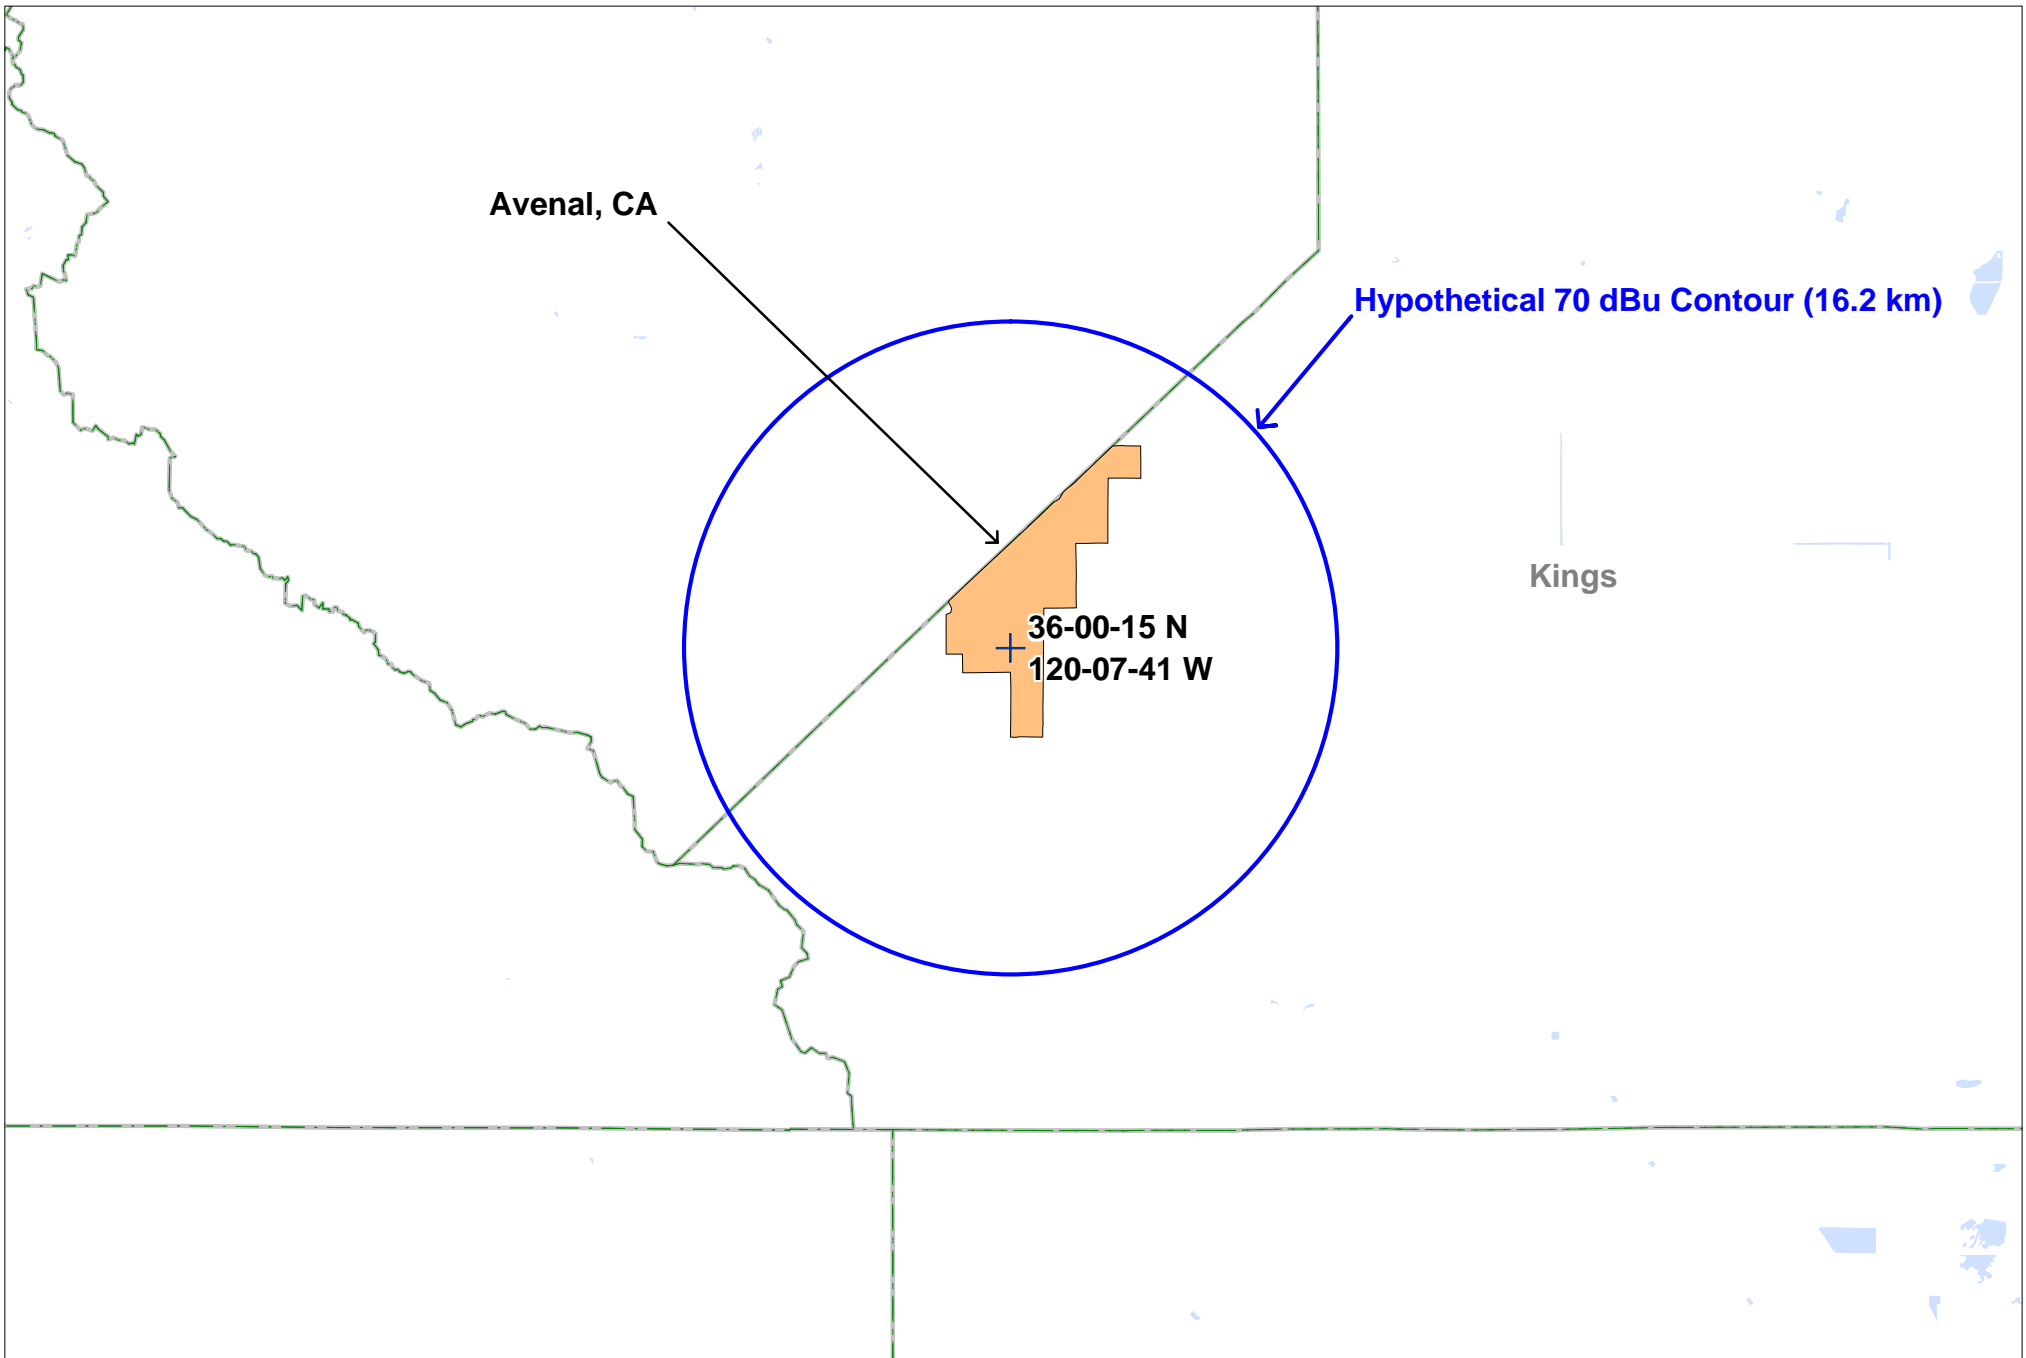 Avenal, CA
Hypothetical 70 dBu Contour (16.2 km)
Kings
36-00-15 N
120-07-41 W